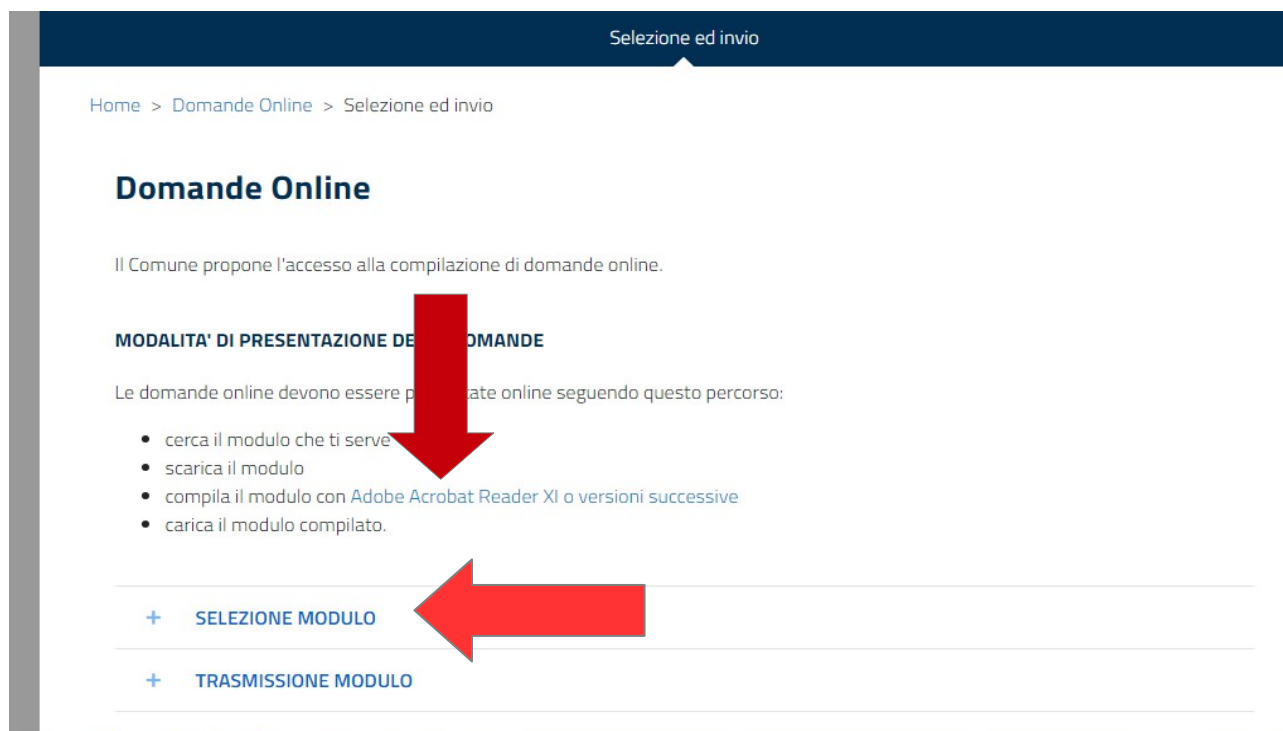 Selezione ed invio
Home > Domande Online > Selezione ed invio
Domande Online
Il Comune propone l'accesso alla compilazione di domande online.
MODALITA' DI PRESENTAZIONE
Le domande online devono essere online seguendo questo percorso:
cerca il modulo che ti serve
scarica il modulo
compila il modulo con Adobe Acrobat Reader XI o versioni successive
carica il modulo compilato.
+ SELEZIONE MODULO
+ TRASMISSIONE MODULO